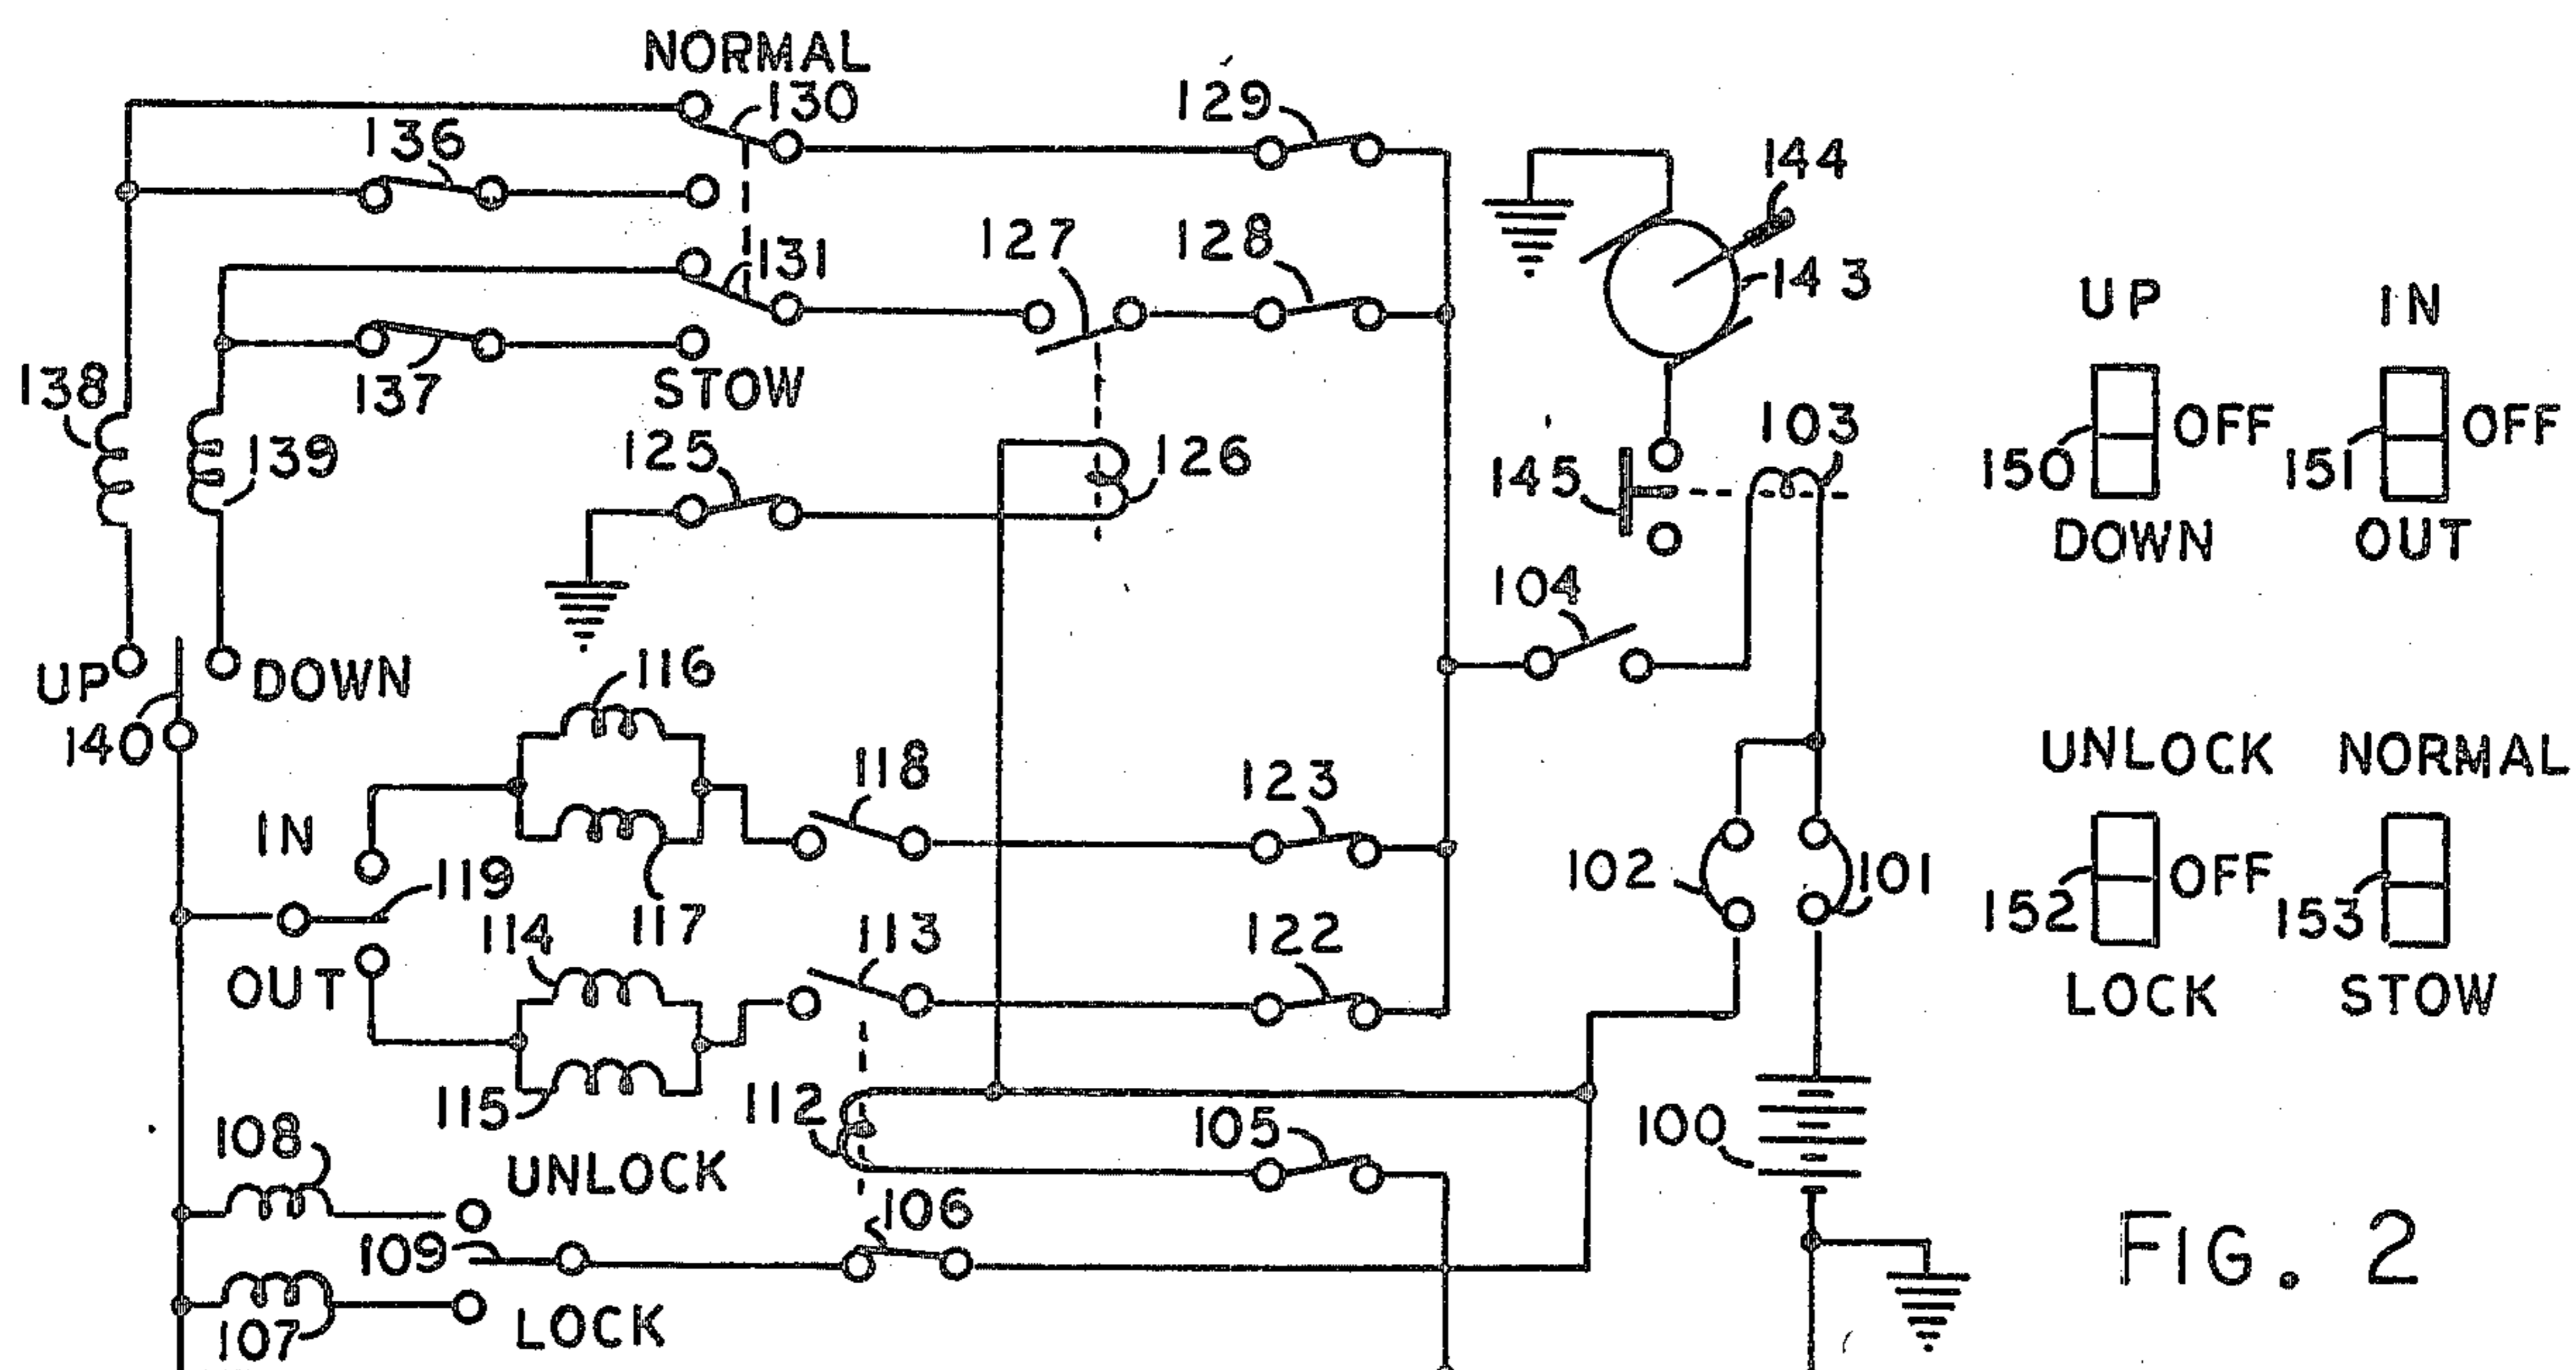 NORMAL
130
129
136
144
127
128
131
143
UP
IN
138
137
STOW
139
125
126
103
145
150
OFF
151
OFF
DOWN
OUT
104
UP
DOWN
116
140
118
123
UNLOCK
NORMAL
IN
119
102
101
152
OFF
153
117
114
113
122
OUT
LOCK
STOW
115
112
105
100
108
UNLOCK
106
109
FIG. 2
107
LOCK